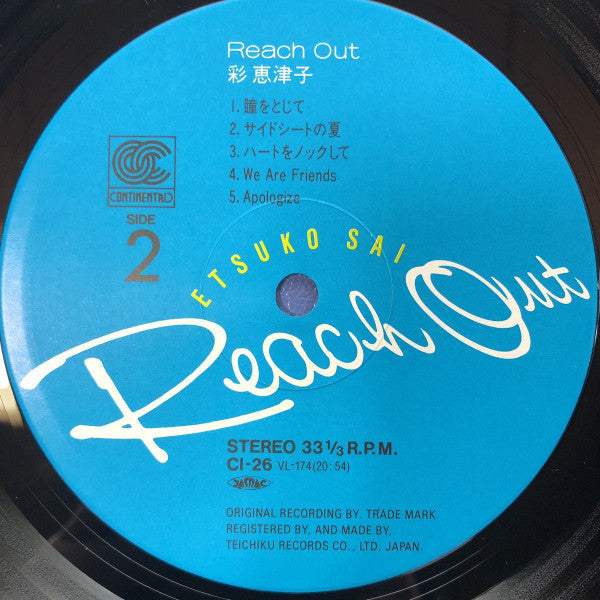 Reach Out
彩 恵津子
1. 瞳をとじて
2. サイドシートの夏
3. ハートをノックして
4. We Are Friends
5. Apologize
CONTINENTAL
SIDE
2
ETSUKO SAI
Reach Out
STEREO 33 1/3 R.P.M.
CI-26 VL-174(20:54)
JASRAC
ORIGINAL RECORDING BY, TRADE MARK
REGISTERED BY, AND MADE BY,
TEICHIKU RECORDS CO., LTD. JAPAN.